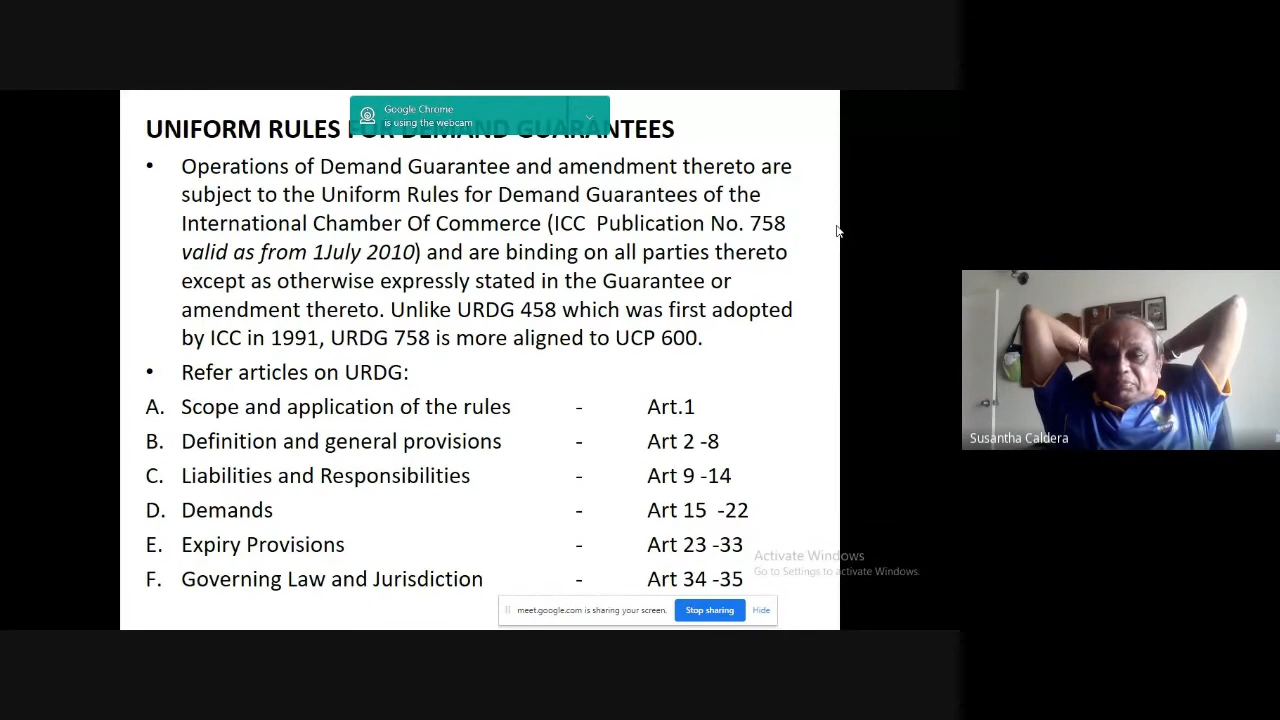 Google Chrome
is using the webcam
UNIFORM RULES FOR DEMAND GUARANTEES
• Operations of Demand Guarantee and amendment thereto are
subject to the Uniform Rules for Demand Guarantees of the
International Chamber Of Commerce (ICC Publication No. 758
valid as from 1July 2010) and are binding on all parties thereto
except as otherwise expressly stated in the Guarantee or
amendment thereto. Unlike URDG 458 which was first adopted
by ICC in 1991, URDG 758 is more aligned to UCP 600.
• Refer articles on URDG:
A. Scope and application of the rules - Art.1
B. Definition and general provisions - Art 2 -8
C. Liabilities and Responsibilities - Art 9 -14
D. Demands - Art 15 -22
E. Expiry Provisions - Art 23 -33
F. Governing Law and Jurisdiction - Art 34 -35
Activate Windows
Go to Settings to activate Windows.
meet.google.com is sharing your screen. Stop sharing Hide
Susantha Caldera